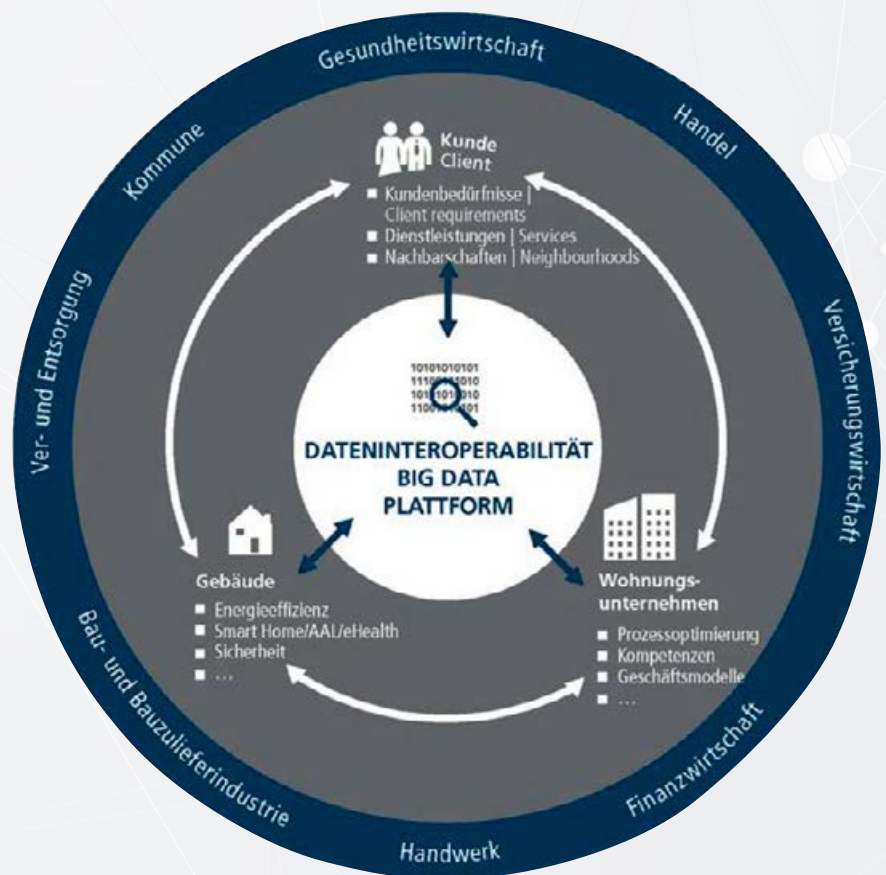 Gesundheitswirtschaft
Handel
Versicherungswirtschaft
Finanzwirtschaft
Handwerk
Bau- und Bauzulieferindustrie
Ver- und Entsorgung
Kommune
Kunde
Client
Kundenbedürfnisse |
Client requirements
Dienstleistungen | Services
Nachbarschaften | Neighbourhoods
10101010101
DATENINTEROPERABILITÄT
BIG DATA
PLATTFORM
Gebäude
Energieeffizienz
Smart Home/AAL/eHealth
Sicherheit
...
Wohnungs-
unternehmen
Prozessoptimierung
Kompetenzen
Geschäftsmodelle
...